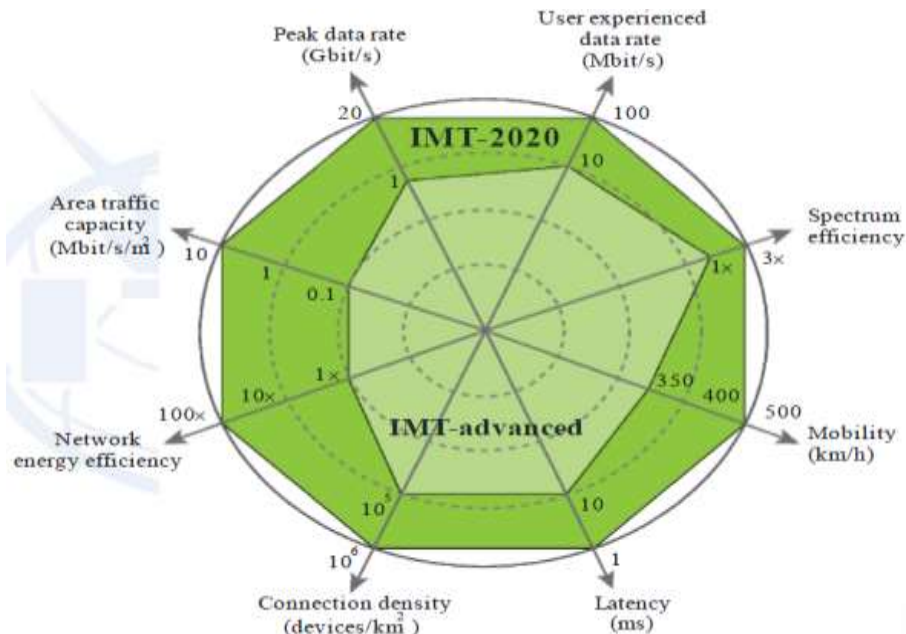 Peak data rate
(Gbit/s)
User experienced
data rate
(Mbit/s)
20
100
IMT-2020
1
10
Area traffic
capacity
(Mbit/s/m²)
Spectrum
efficiency
10
1
0.1
1×
3×
1×
10×
100×
350
400
500
IMT-advanced
Network
energy efficiency
Mobility
(km/h)
10⁵
10
10⁶
1
Connection density
(devices/km²)
Latency
(ms)